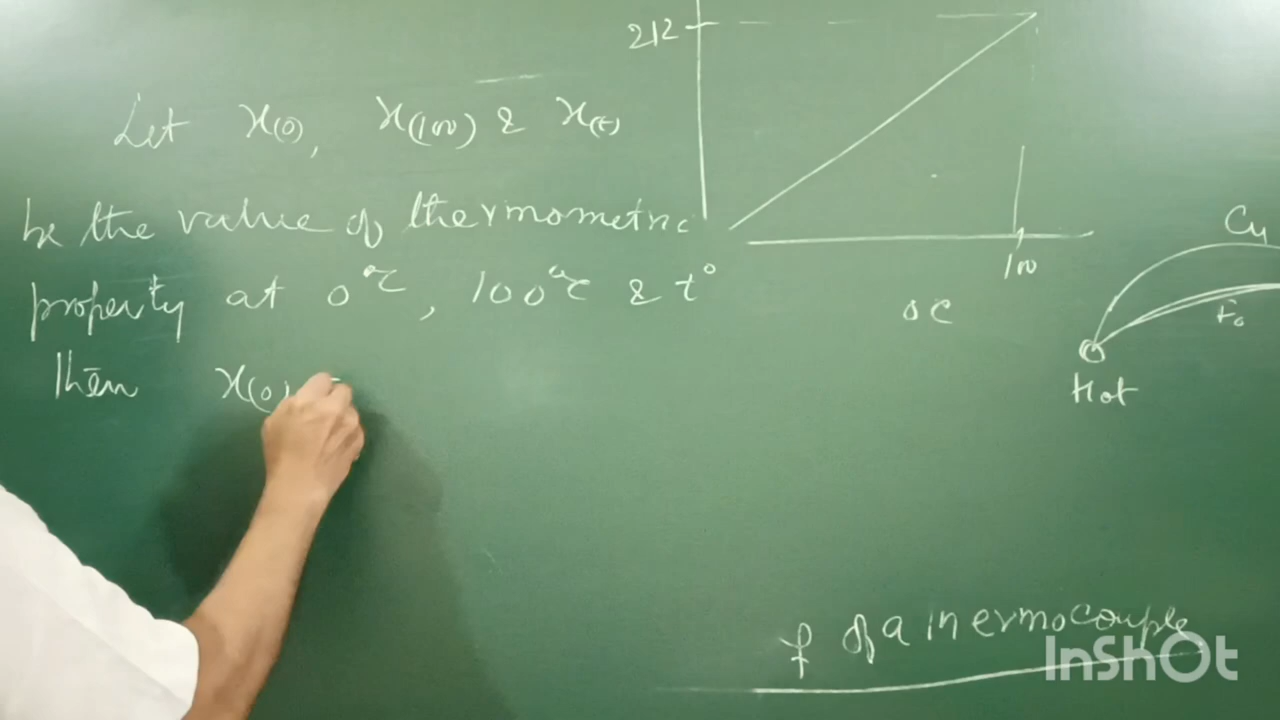 Let x(0), x(100) & x(t)
be the value of thermometric
property at 0°C, 100°C & t°
then x(0)
212
100
°C
Cu
Fe
Hot
f of a thermocouple
InShOt